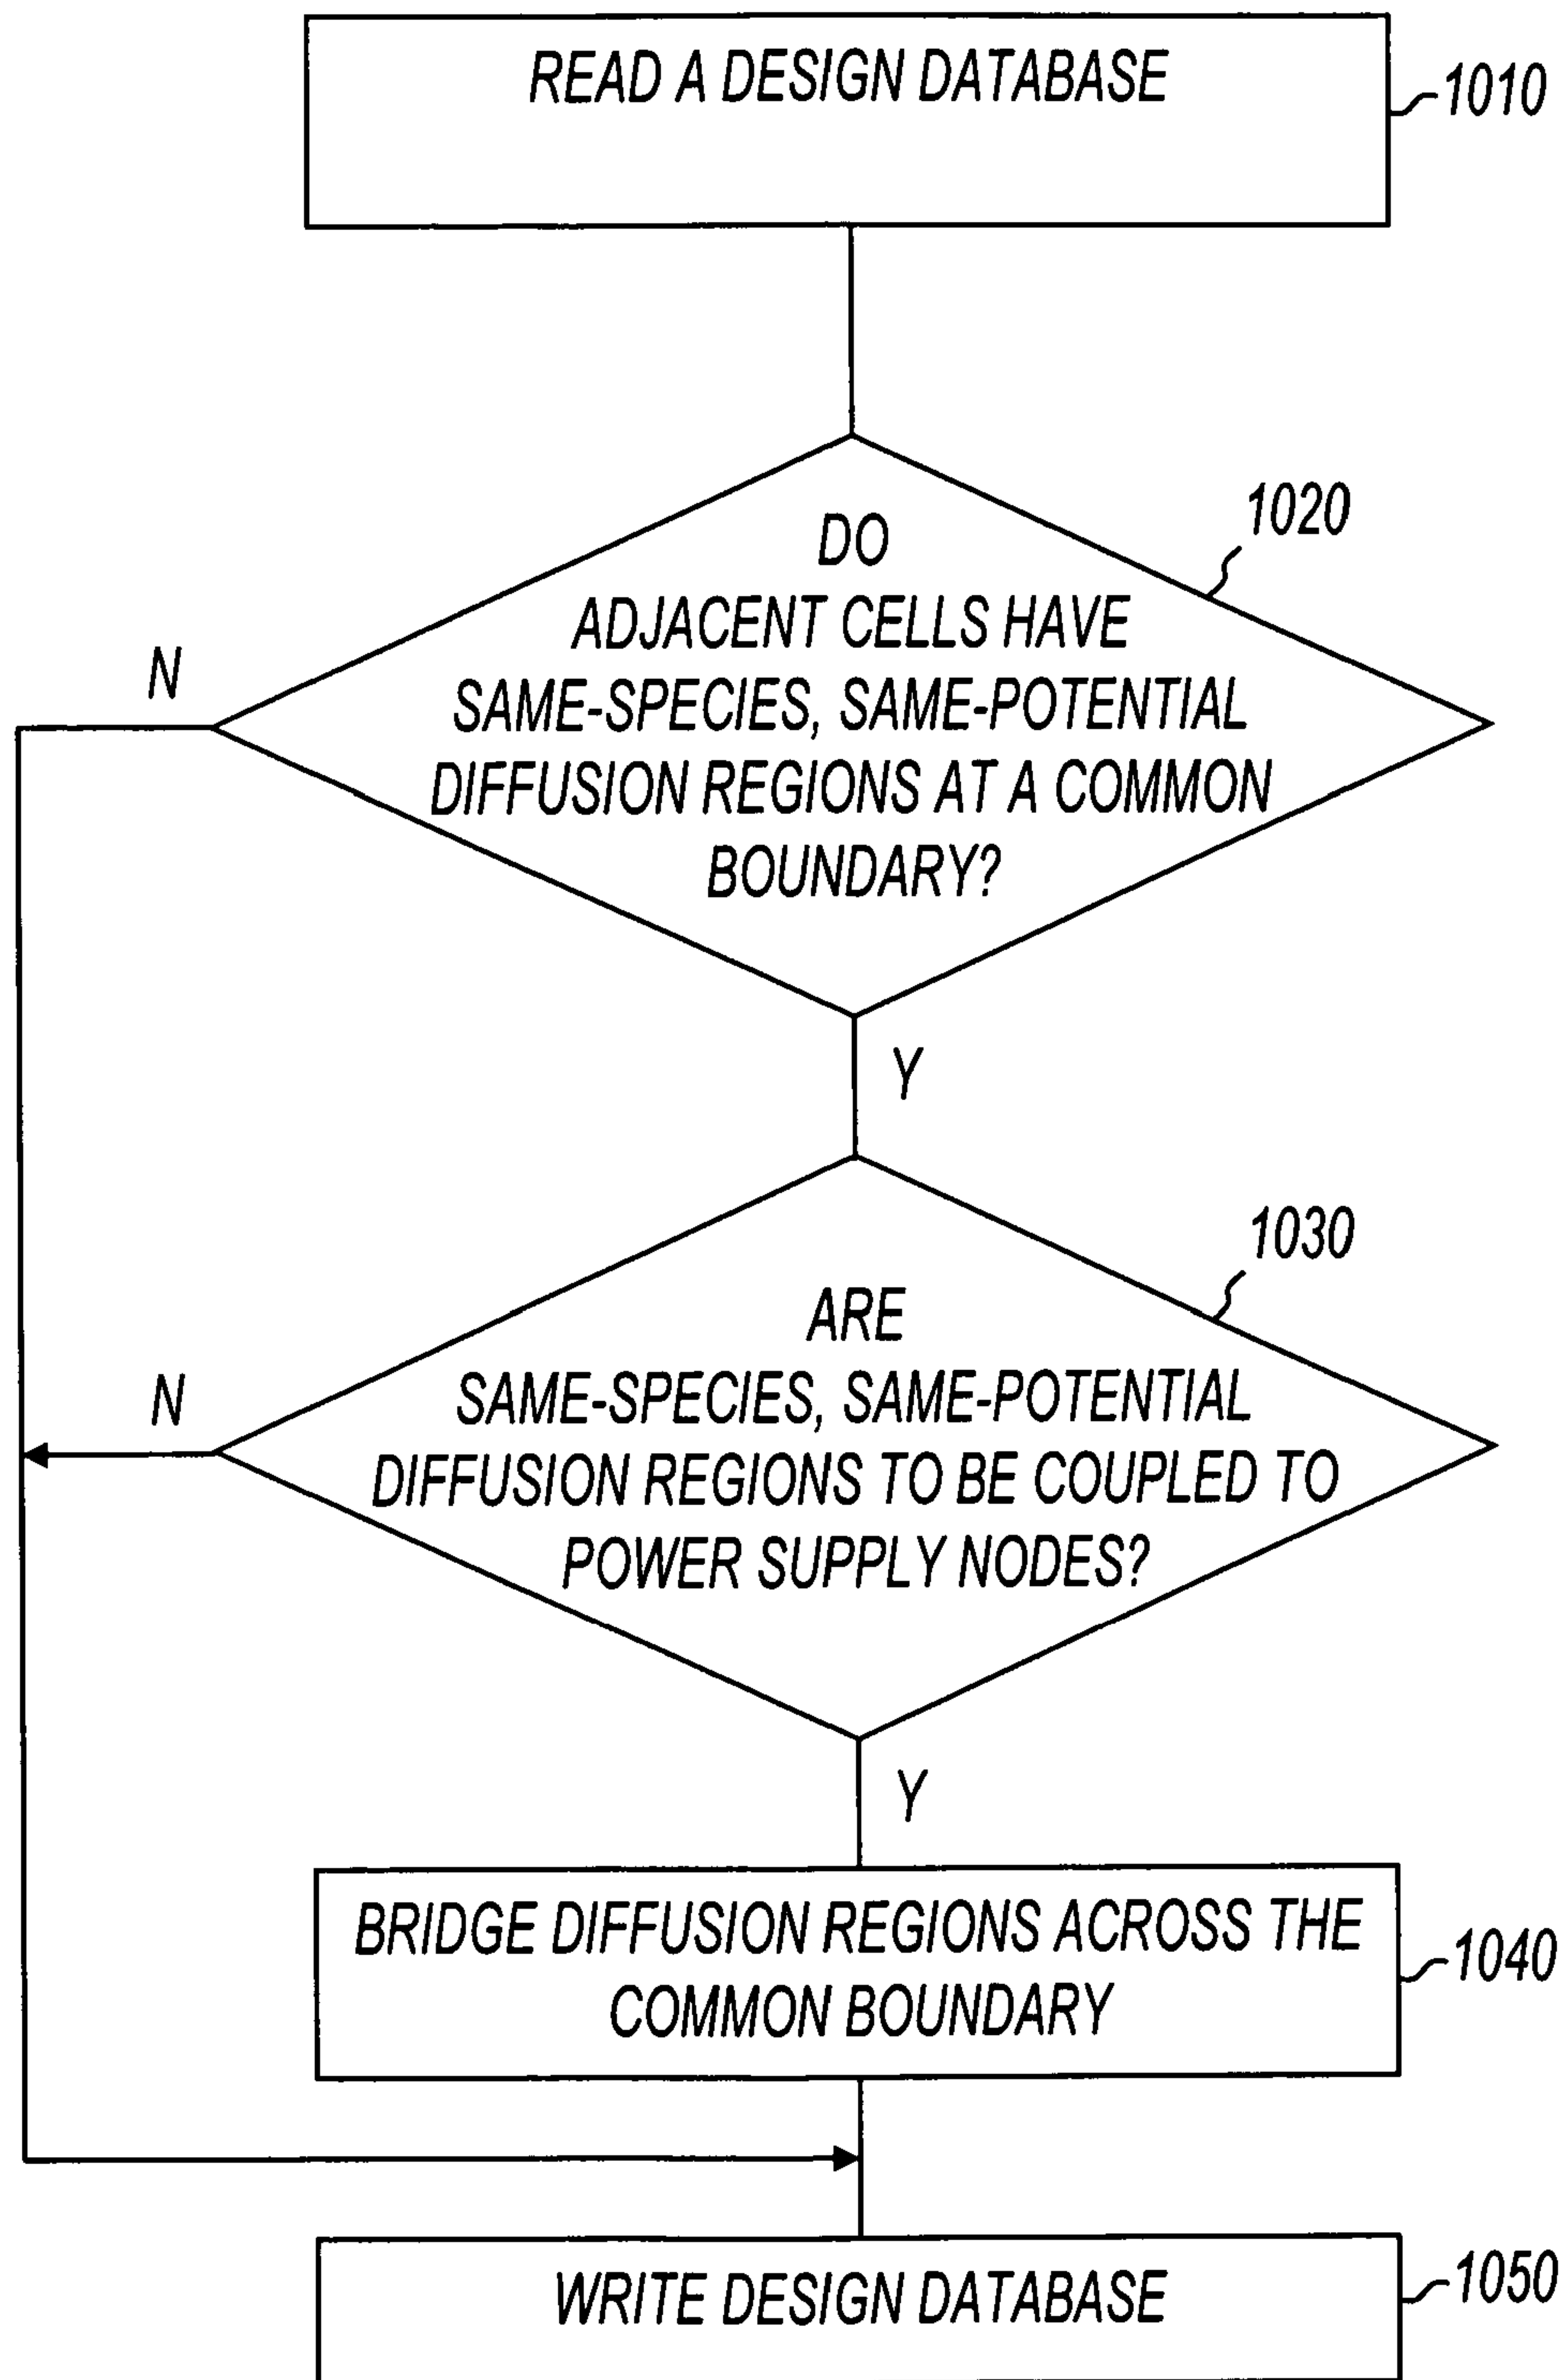 READ A DESIGN DATABASE
1010
DO
1020
ADJACENT CELLS HAVE
SAME-SPECIES, SAME-POTENTIAL
DIFFUSION REGIONS AT A COMMON
BOUNDARY?
N
Y
ARE
1030
SAME-SPECIES, SAME-POTENTIAL
DIFFUSION REGIONS TO BE COUPLED TO
POWER SUPPLY NODES?
N
Y
BRIDGE DIFFUSION REGIONS ACROSS THE
COMMON BOUNDARY
1040
WRITE DESIGN DATABASE
1050